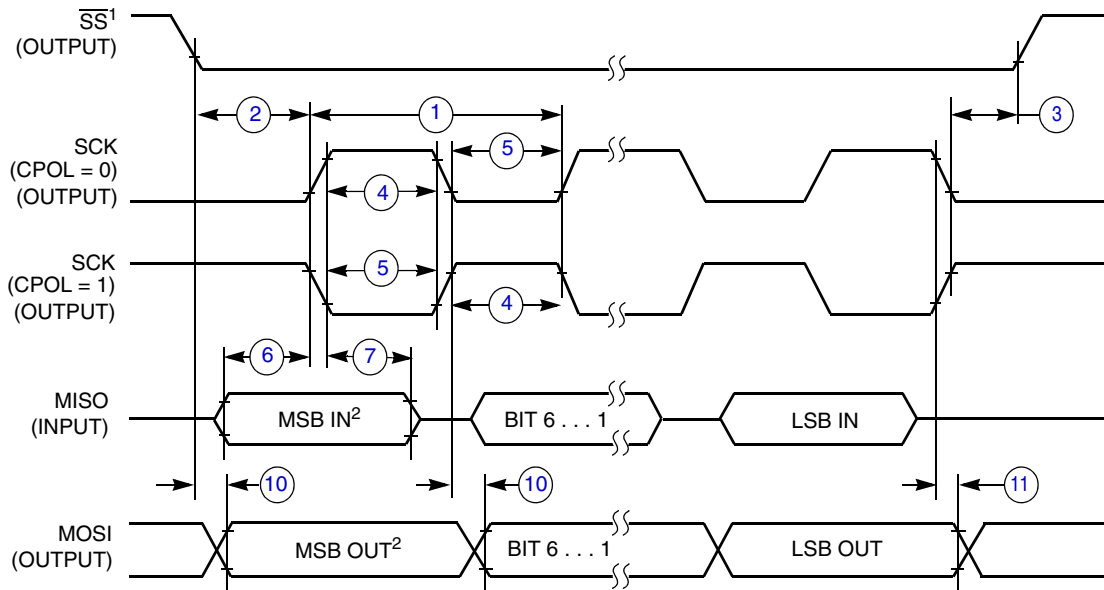 SS¹
(OUTPUT)
2
1
3
SCK
(CPOL = 0)
(OUTPUT)
5
4
SCK
(CPOL = 1)
(OUTPUT)
5
4
6
7
MISO
(INPUT)
MSB IN²
BIT 6 . . . 1
LSB IN
10
10
11
MOSI
(OUTPUT)
MSB OUT²
BIT 6 . . . 1
LSB OUT